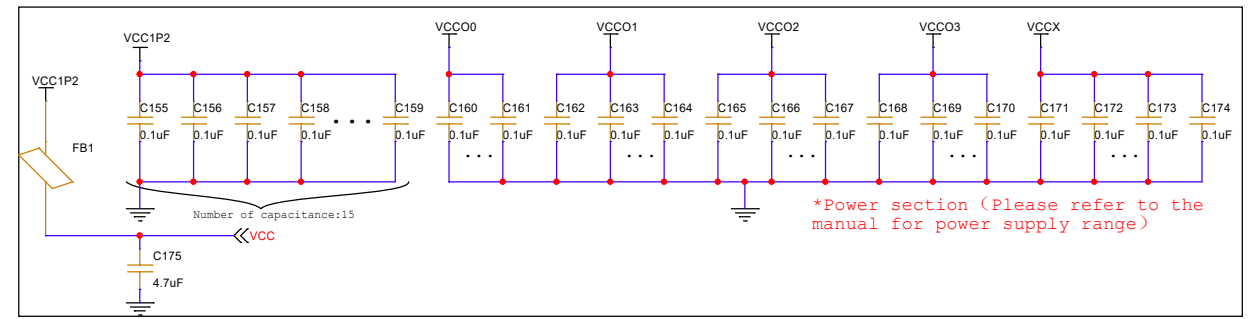 VCCO0 VCCO1 VCCO2 VCCO3 VCCX
VCC1P2
VCC1P2
C155 C156 C157 C158 C159 C160 C161 C162 C163 C164 C165 C166 C167 C168 C169 C170 C171 C172 C173 C174
0.1uF 0.1uF 0.1uF 0.1uF 0.1uF 0.1uF 0.1uF 0.1uF 0.1uF 0.1uF 0.1uF 0.1uF 0.1uF 0.1uF 0.1uF 0.1uF 0.1uF 0.1uF 0.1uF 0.1uF
FB1
Number of capacitance:15
*Power section（Please refer to the
manual for power supply range）
VCC
C175
4.7uF